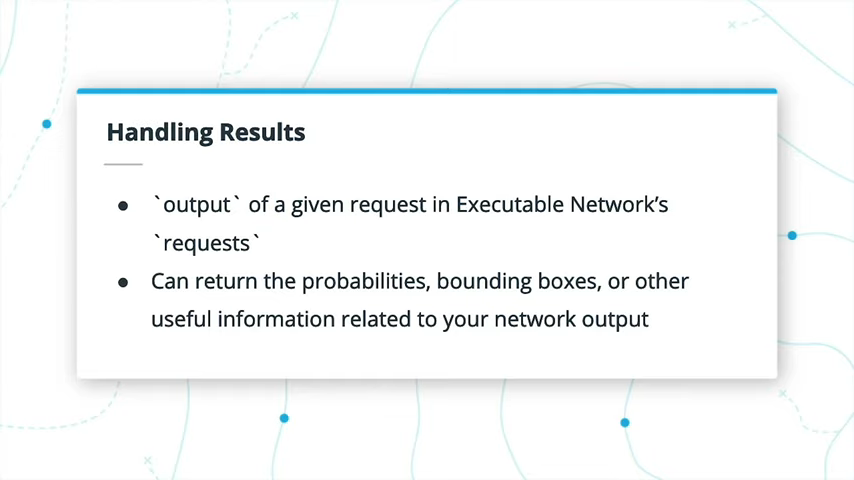 Handling Results
● `output` of a given request in Executable Network’s
`requests`
● Can return the probabilities, bounding boxes, or other
useful information related to your network output